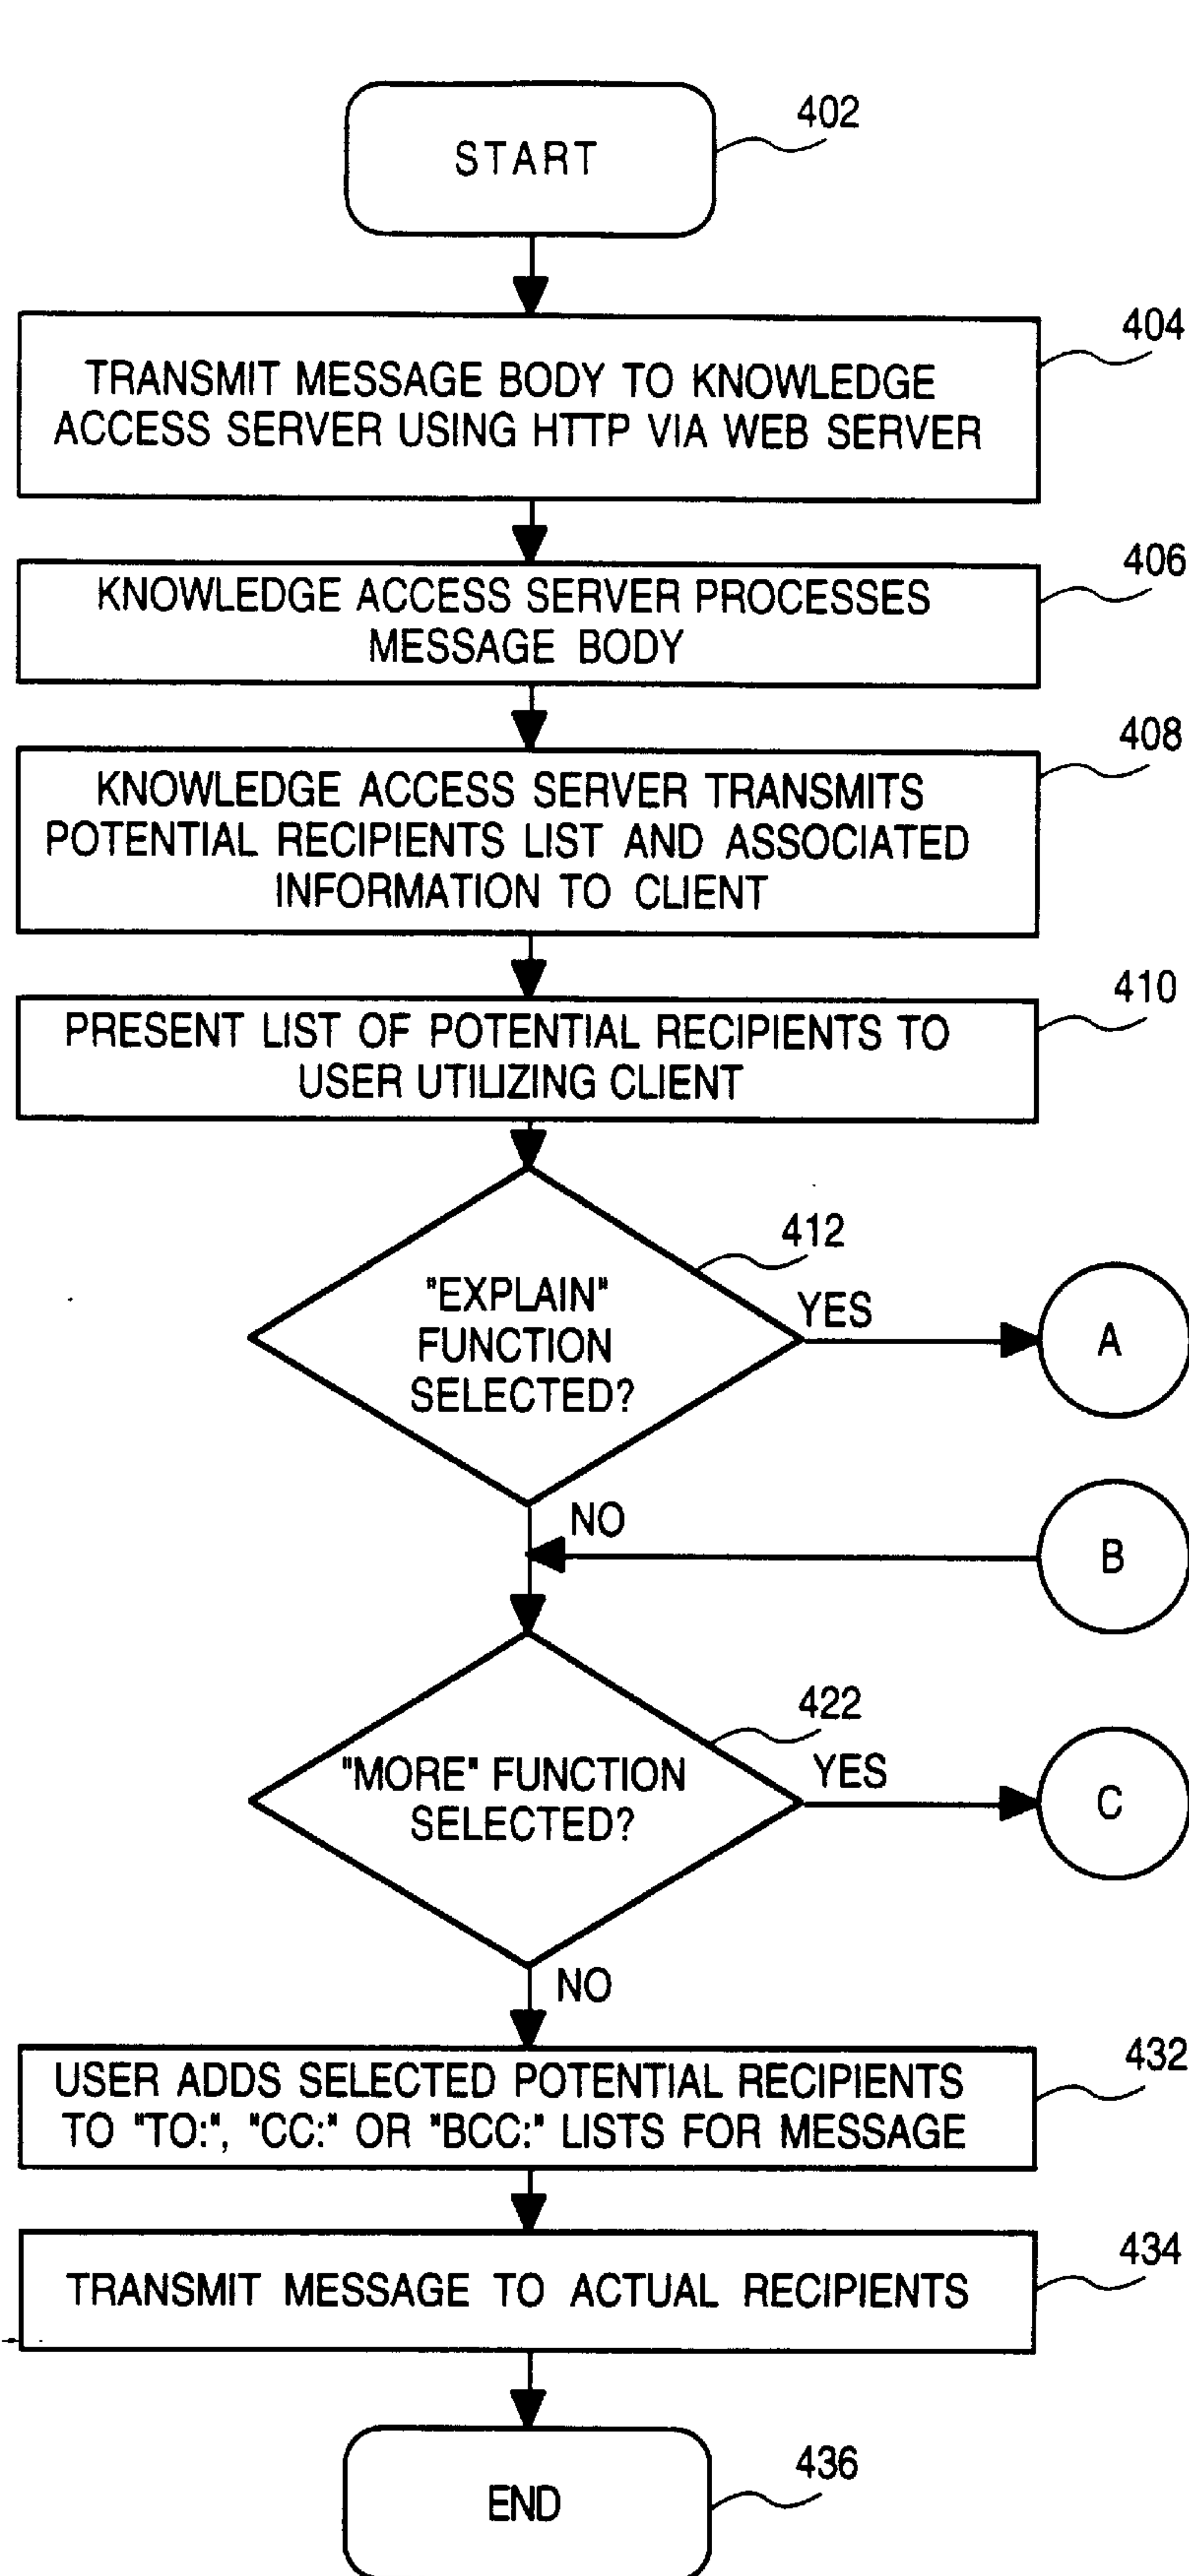 402
START
404
TRANSMIT MESSAGE BODY TO KNOWLEDGE
ACCESS SERVER USING HTTP VIA WEB SERVER
406
KNOWLEDGE ACCESS SERVER PROCESSES
MESSAGE BODY
408
KNOWLEDGE ACCESS SERVER TRANSMITS
POTENTIAL RECIPIENTS LIST AND ASSOCIATED
INFORMATION TO CLIENT
410
PRESENT LIST OF POTENTIAL RECIPIENTS TO
USER UTILIZING CLIENT
412
"EXPLAIN"
FUNCTION
SELECTED?
YES
A
NO
B
422
"MORE" FUNCTION
SELECTED?
YES
C
NO
432
USER ADDS SELECTED POTENTIAL RECIPIENTS
TO "TO:", "CC:" OR "BCC:" LISTS FOR MESSAGE
434
TRANSMIT MESSAGE TO ACTUAL RECIPIENTS
436
END